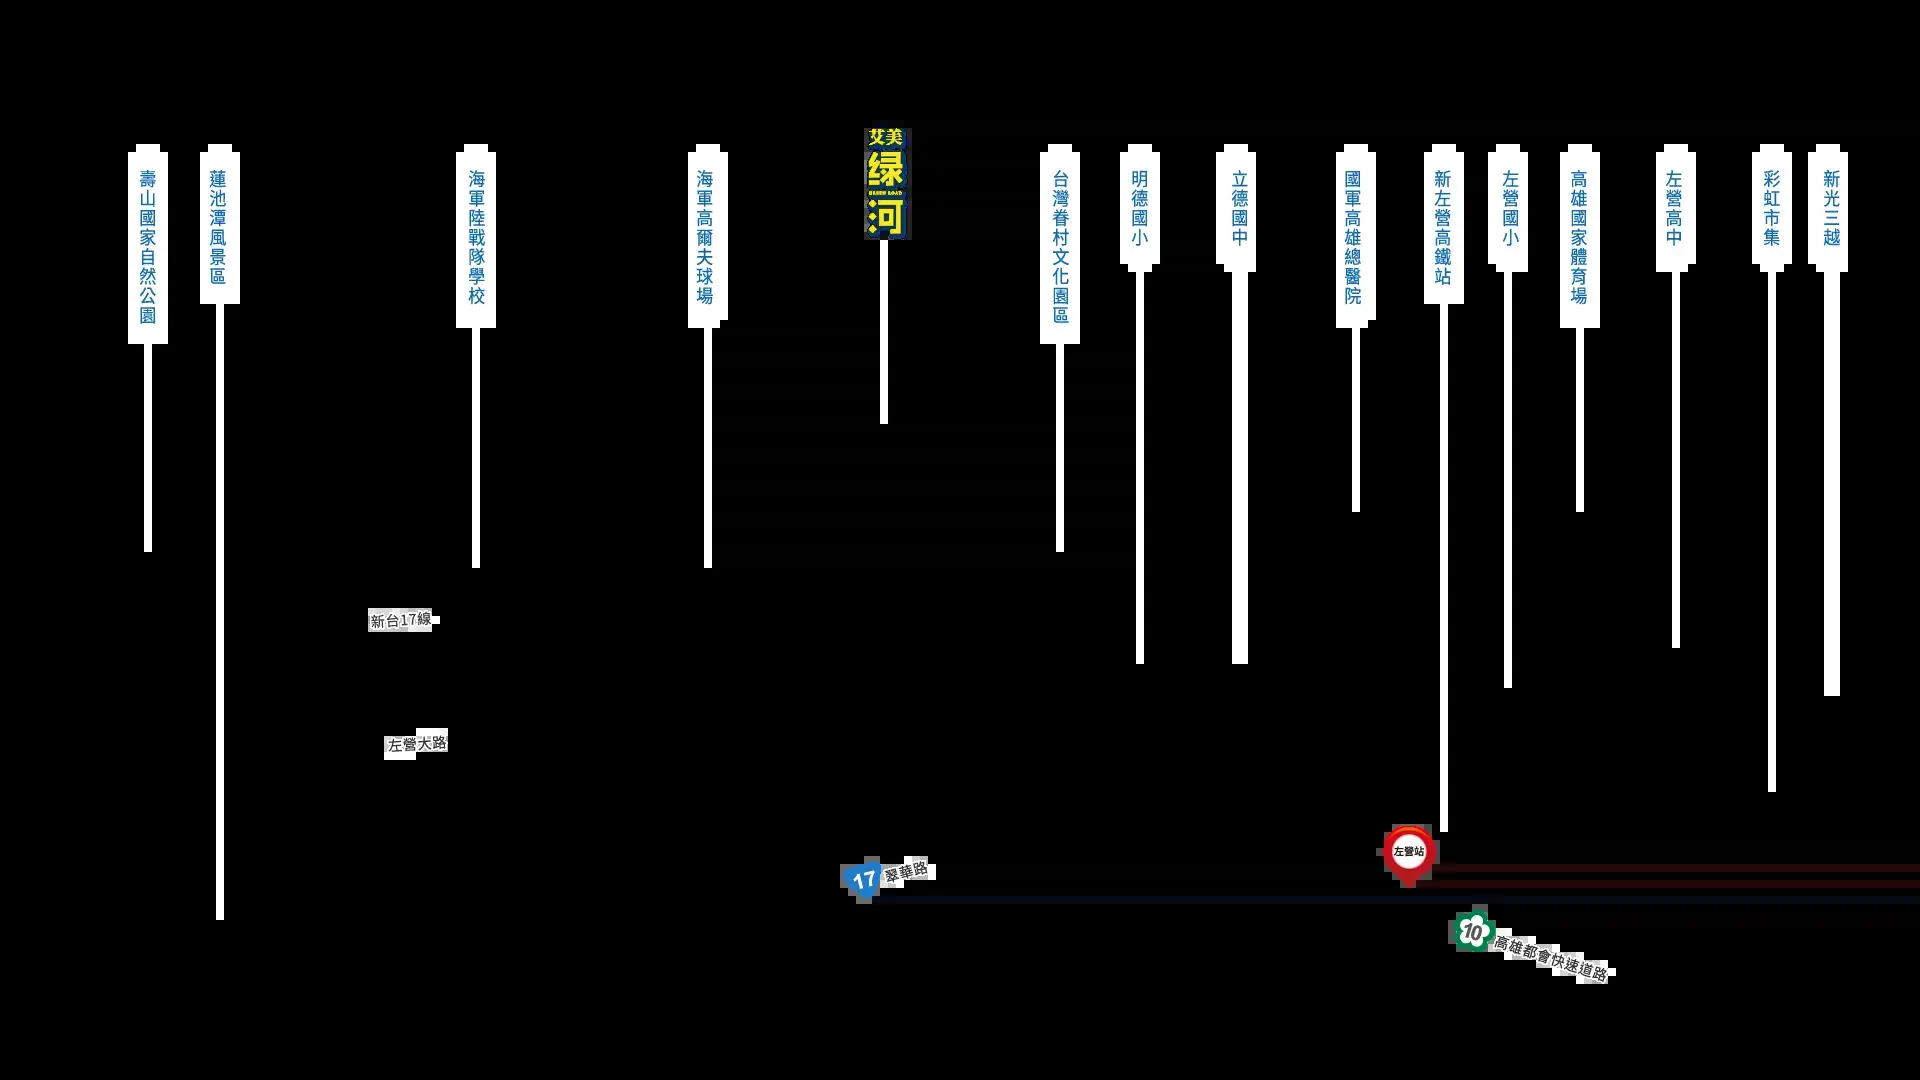 壽山國家自然公園
蓮池潭風景區
海軍陸戰隊學校
海軍高爾夫球場
艾美
绿
GREEN ROAD
河
台灣眷村文化園區
明德國小
立德國中
國軍高雄總醫院
新左營高鐵站
左營國小
高雄國家體育場
左營高中
彩虹市集
新光三越
新台17線
左營大路
17 翠華路
左營站
10 高雄都會快速道路